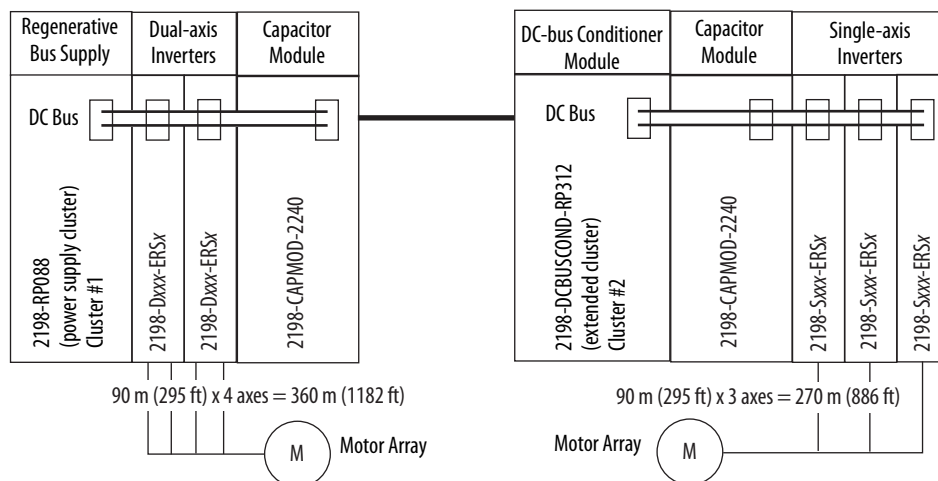 Regenerative
Bus Supply
Dual-axis
Inverters
Capacitor
Module
DC Bus
2198-RP088
(power supply cluster)
Cluster #1
2198-Dxxx-ERSx
2198-Dxxx-ERSx
2198-CAPMOD-2240
90 m (295 ft) x 4 axes = 360 m (1182 ft)
M
Motor Array
DC-bus Conditioner
Module
Capacitor
Module
Single-axis
Inverters
DC Bus
2198-DCBUSCOND-RP312
(extended cluster)
Cluster #2
2198-CAPMOD-2240
2198-Sxxx-ERSx
2198-Sxxx-ERSx
2198-Sxxx-ERSx
90 m (295 ft) x 3 axes = 270 m (886 ft)
Motor Array
M